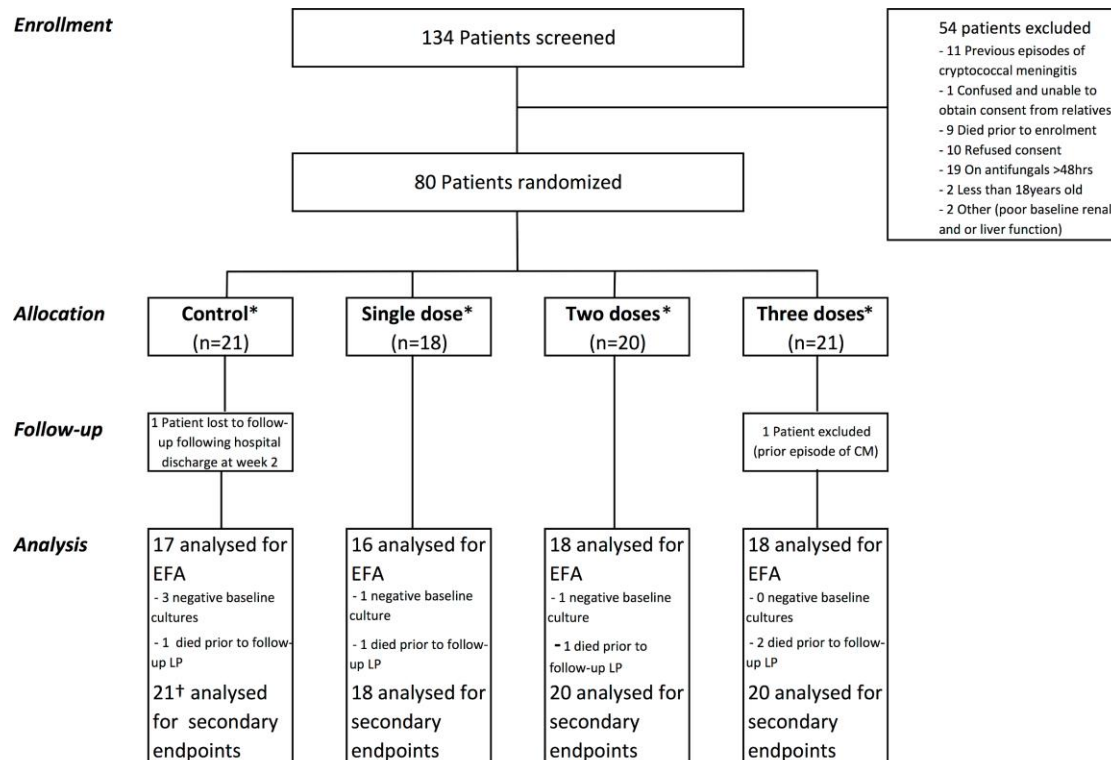 Enrollment
134 Patients screened
54 patients excluded
- 11 Previous episodes of
cryptococcal meningitis
- 1 Confused and unable to
obtain consent from relatives
- 9 Died prior to enrolment
- 10 Refused consent
- 19 On antifungals >48hrs
- 2 Less than 18years old
- 2 Other (poor baseline renal
and or liver function)
80 Patients randomized
Allocation
Control*
(n=21)
Single dose*
(n=18)
Two doses*
(n=20)
Three doses*
(n=21)
Follow-up
1 Patient lost to follow-
up following hospital
discharge at week 2
1 Patient excluded
(prior episode of CM)
Analysis
17 analysed for
EFA
- 3 negative baseline
cultures
- 1 died prior to follow-
up LP
21† analysed
for secondary
endpoints
16 analysed for
EFA
- 1 negative baseline
culture
- 1 died prior to follow-
up LP
18 analysed for
secondary
endpoints
18 analysed for
EFA
- 1 negative baseline
culture
- 1 died prior to
follow-up LP
20 analysed for
secondary
endpoints
18 analysed for
EFA
- 0 negative baseline
cultures
- 2 died prior to follow-
up LP
20 analysed for
secondary
endpoints